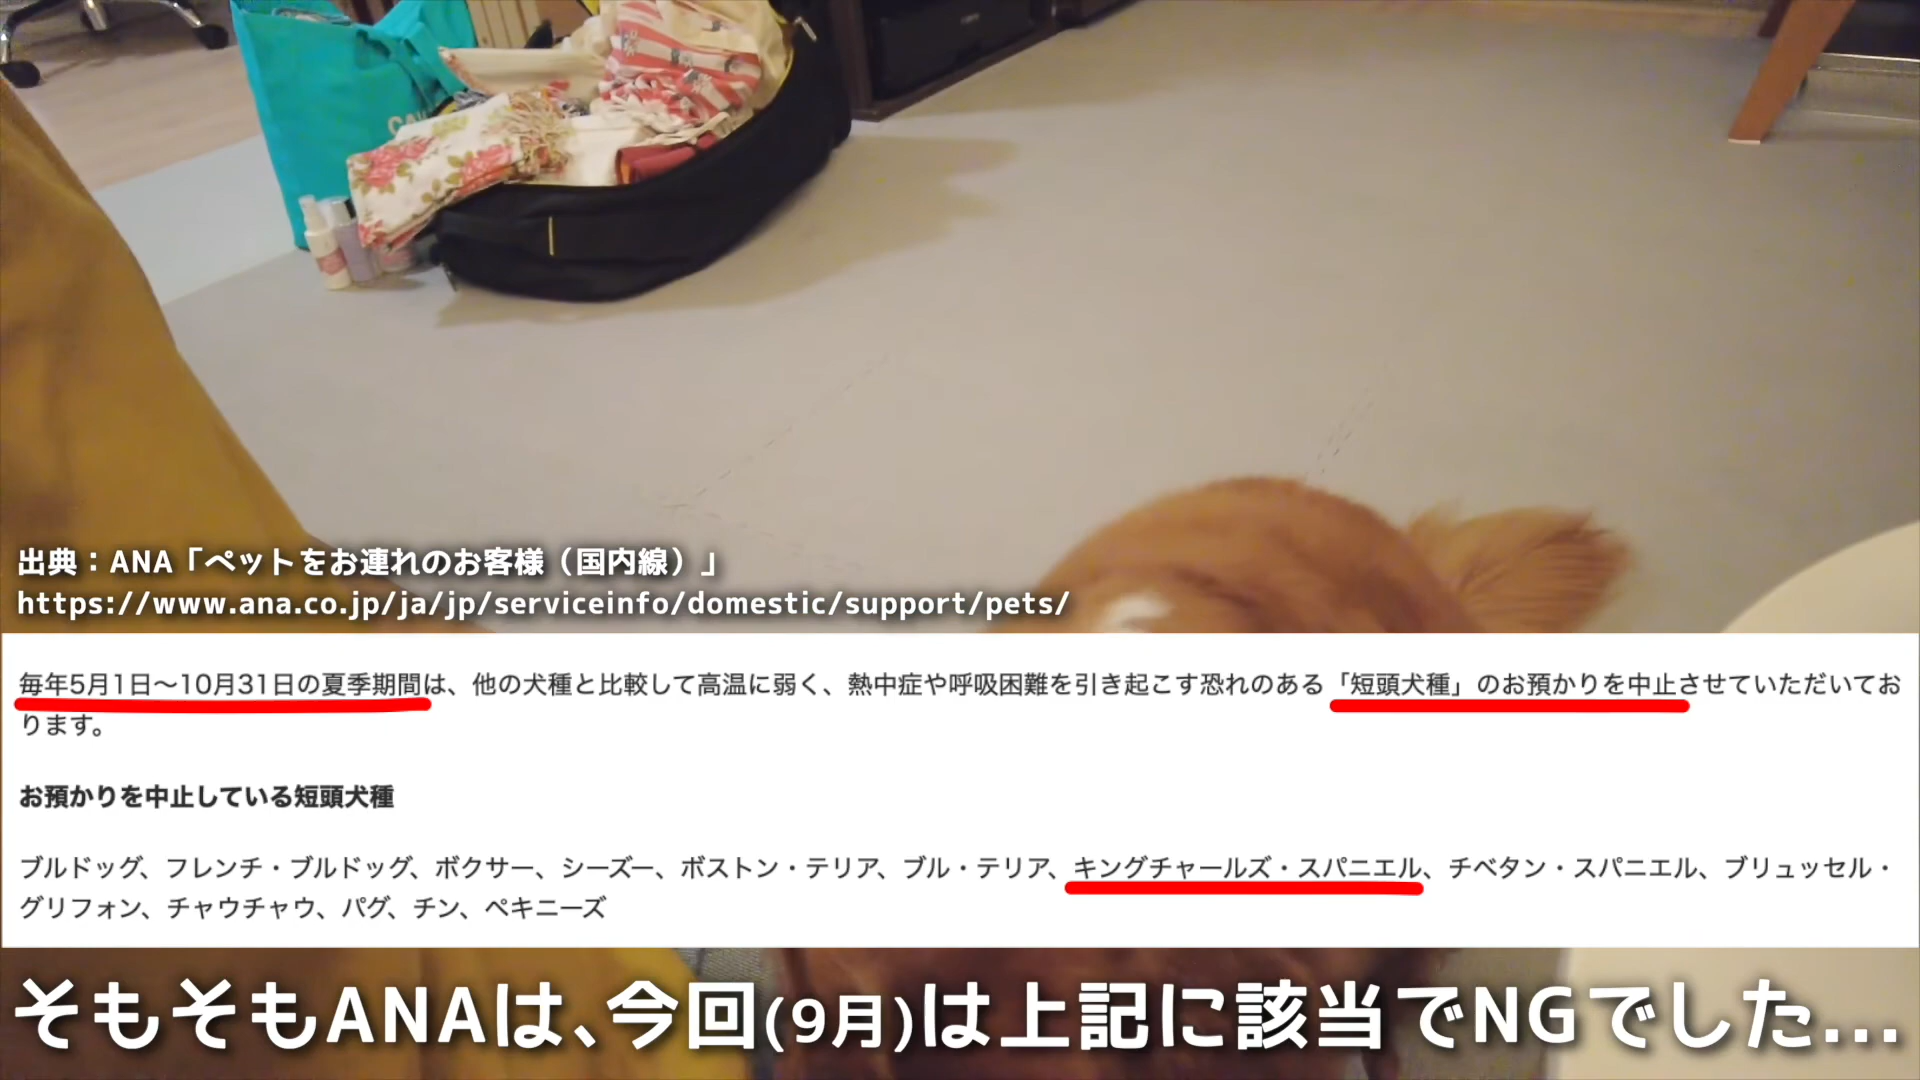 出典：ANA「ペットをお連れのお客様（国内線）」
https://www.ana.co.jp/ja/jp/serviceinfo/domestic/support/pets/
毎年5月1日〜10月31日の夏季期間は、他の犬種と比較して高温に弱く、熱中症や呼吸困難を引き起こす恐れのある「短頭犬種」のお預かりを中止させていただいてお
ります。
お預かりを中止している短頭犬種
ブルドッグ、フレンチ・ブルドッグ、ボクサー、シーズー、ボストン・テリア、ブル・テリア、キングチャールズ・スパニエル、チベタン・スパニエル、ブリュッセル・
グリフォン、チャウチャウ、パグ、チン、ペキニーズ
そもそもANAは、今回(9月)は上記に該当でNGでした...